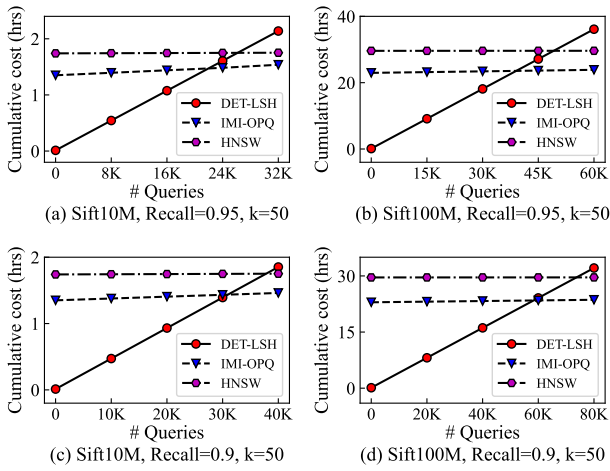 Cumulative cost (hrs)
2
1
0
DET-LSH
IMI-OPQ
HNSW
0 8K 16K 24K 32K
# Queries
(a) Sift10M, Recall=0.95, k=50
Cumulative cost (hrs)
40
20
0
DET-LSH
IMI-OPQ
HNSW
0 15K 30K 45K 60K
# Queries
(b) Sift100M, Recall=0.95, k=50
Cumulative cost (hrs)
2
1
0
DET-LSH
IMI-OPQ
HNSW
0 10K 20K 30K 40K
# Queries
(c) Sift10M, Recall=0.9, k=50
Cumulative cost (hrs)
30
15
0
DET-LSH
IMI-OPQ
HNSW
0 20K 40K 60K 80K
# Queries
(d) Sift100M, Recall=0.9, k=50